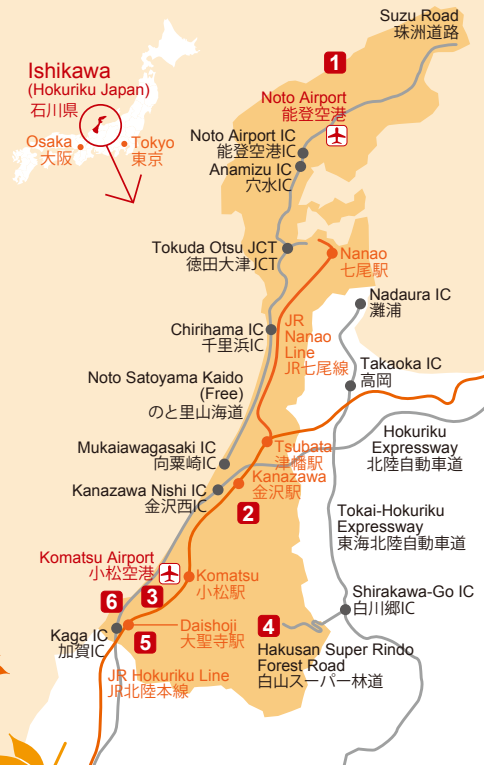 Suzu Road
珠洲道路
1
Ishikawa
(Hokuriku Japan)
石川県
Osaka
大阪
Tokyo
東京
Noto Airport
能登空港
Noto Airport IC
能登空港IC
Anamizu IC
穴水IC
Tokuda Otsu JCT
徳田大津JCT
Nanao
七尾駅
Nadaura IC
灘浦
Chirihama IC
千里浜IC
JR
Nanao
Line
JR七尾線
Takaoka IC
高岡
Noto Satoyama Kaido
(Free)
のと里山海道
Tsubata
津幡駅
Hokuriku
Expressway
北陸自動車道
Mukaiawagasaki IC
向粟崎IC
Kanazawa
金沢駅
Kanazawa Nishi IC
金沢西IC
2
Tokai-Hokuriku
Expressway
東海北陸自動車道
Komatsu Airport
小松空港
Komatsu
小松駅
3
6
Shirakawa-Go IC
白川郷IC
Kaga IC
加賀IC
5
Daishoji
大聖寺駅
4
Hakusan Super Rindo
Forest Road
白山スーパー林道
JR Hokuriku Line
JR北陸本線